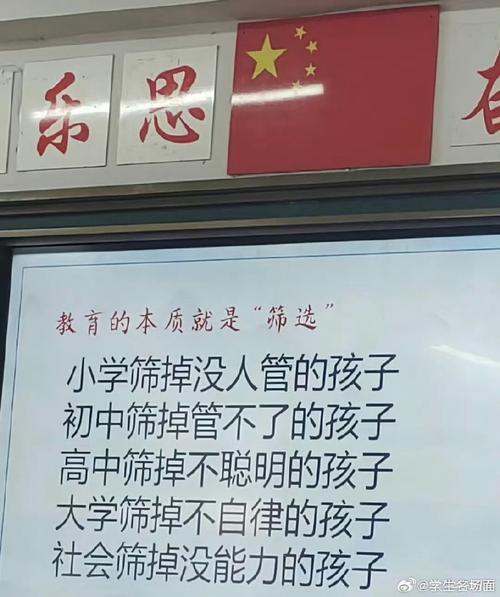 乐思
教育的本质就是“筛选”
小学筛掉没人管的孩子
初中筛掉管不了的孩子
高中筛掉不聪明的孩子
大学筛掉不自律的孩子
社会筛掉没能力的孩子
@学生名场面